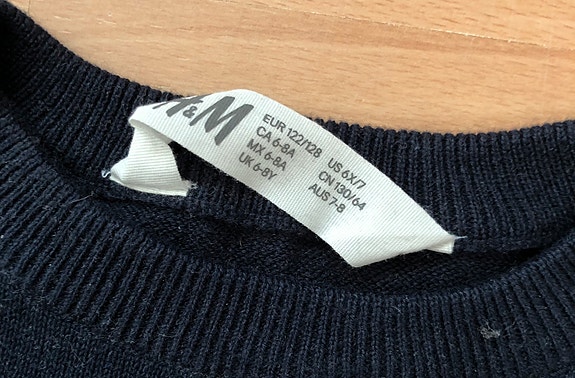 H&M
EUR 122/128 US 6X/7
CA 6-8A CN 130/64
MX 6-8A AUS 7-8
UK 6-8Y